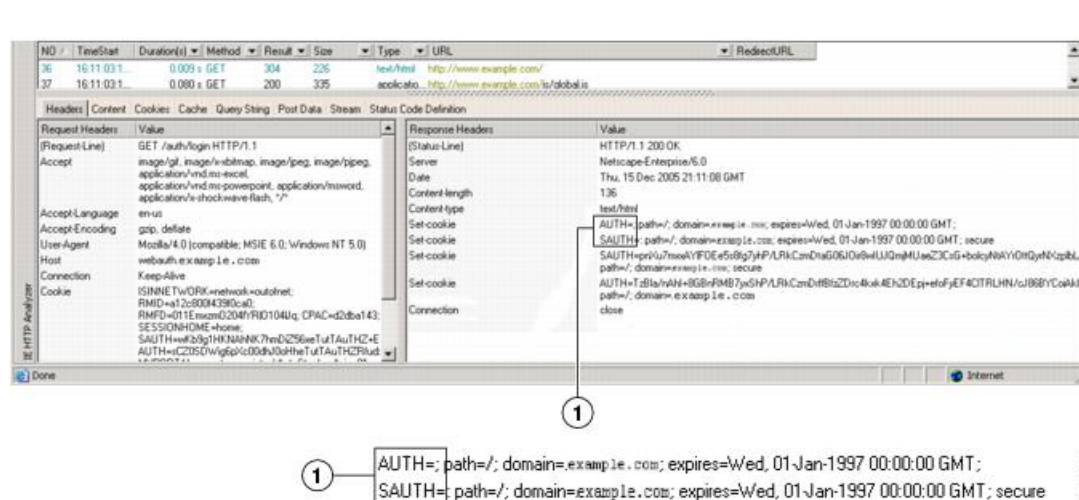 NO TimeStart Duration(s) Method Result Size Type URL RedirectURL
36 16:11:03:1... 0.009 s GET 304 226 text/html http://www.example.com/
37 16:11:03:1... 0.080 s GET 200 335 applicatio...
Headers Content Cookies Cache Query String Post Data Stream Status Code Definition
Request Headers Value
(Request-Line) GET /auth/login HTTP/1.1
Accept image/gif, image/x-xbitmap, image/jpeg, image/pjpeg,
application/vnd.ms-excel,
application/vnd.ms-powerpoint, application/msword,
application/x-shockwave-flash, */*
Accept-Language en-us
Accept-Encoding gzip, deflate
User-Agent Mozilla/4.0 (compatible; MSIE 6.0; Windows NT 5.0)
Host webauth.example.com
Connection Keep-Alive
Cookie ISINNETWORK=network=outofnet;
SESSIONHOME=home;
Response Headers Value
(Status-Line) HTTP/1.1 200 OK
Server Netscape-Enterprise/6.0
Date Thu, 15 Dec 2005 21:11:08 GMT
Content-length 136
Content-type text/html
Set-cookie AUTH=; path=/; domain=.example.com; expires=Wed, 01-Jan-1997 00:00:00 GMT;
Set-cookie SAUTH=; path=/; domain=.example.com; expires=Wed, 01-Jan-1997 00:00:00 GMT; secure
Set-cookie
path=/; domain=.example.com; secure
Set-cookie
path=/; domain=.example.com
Connection close
IE HTTP Analyzer
Done Internet
1
1
AUTH=; path=/; domain=.example.com; expires=Wed, 01-Jan-1997 00:00:00 GMT;
SAUTH=; path=/; domain=example.com; expires=Wed, 01-Jan-1997 00:00:00 GMT; secure